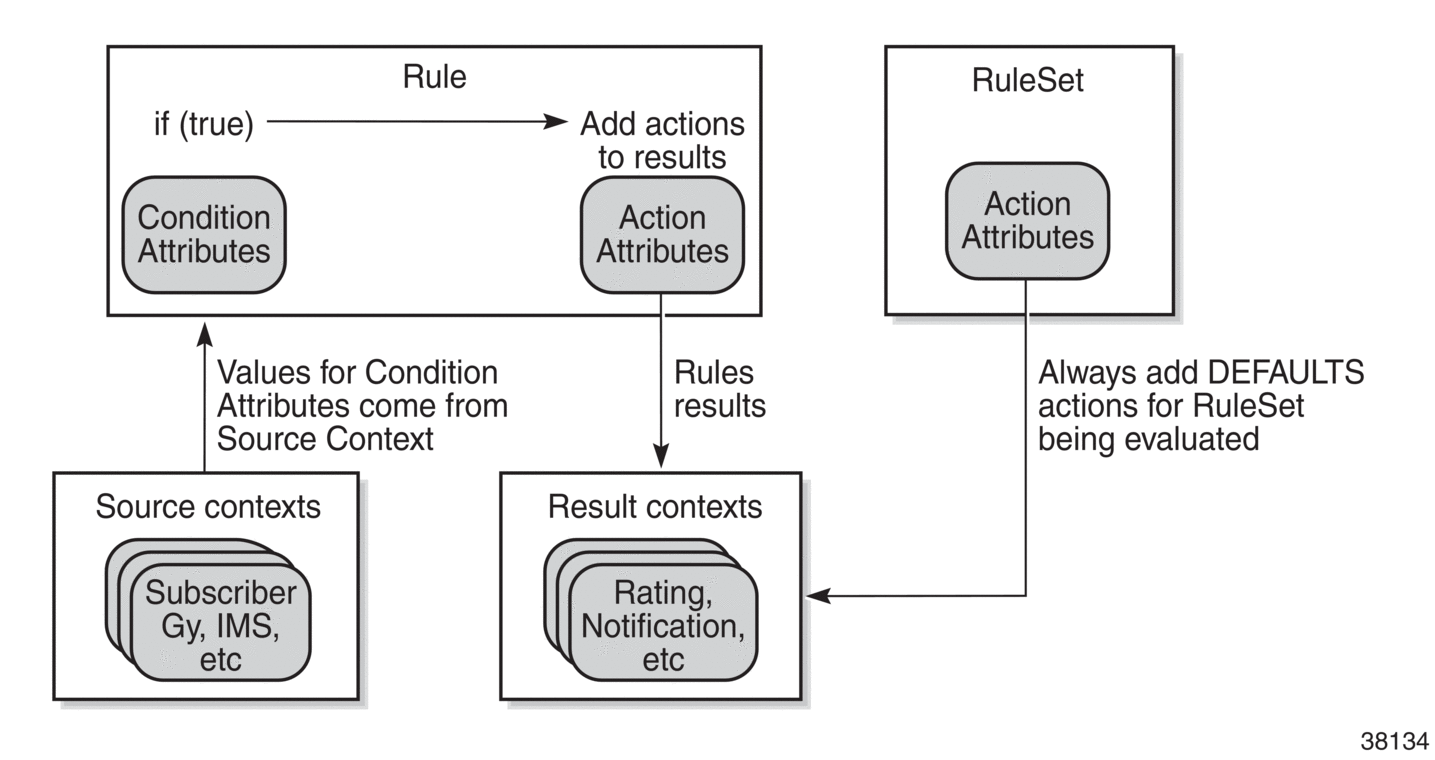 Rule
if (true)
Add actions
to results
Condition
Attributes
Action
Attributes
RuleSet
Action
Attributes
Values for Condition
Attributes come from
Source Context
Rules
results
Always add DEFAULTS
actions for RuleSet
being evaluated
Source contexts
Subscriber
Gy, IMS,
etc
Result contexts
Rating,
Notification,
etc
38134